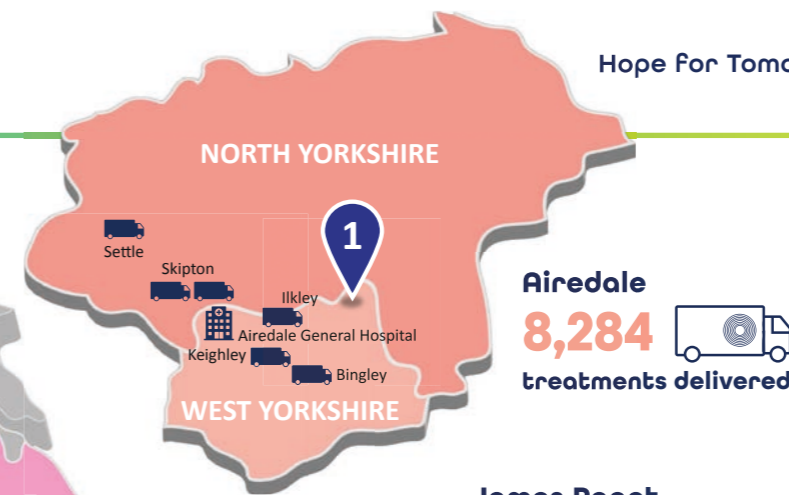 Hope for Tomo
NORTH YORKSHIRE
1
Settle
Skipton
Ilkley
Airedale General Hospital
Keighley
Bingley
WEST YORKSHIRE
Airedale
8,284
treatments delivered